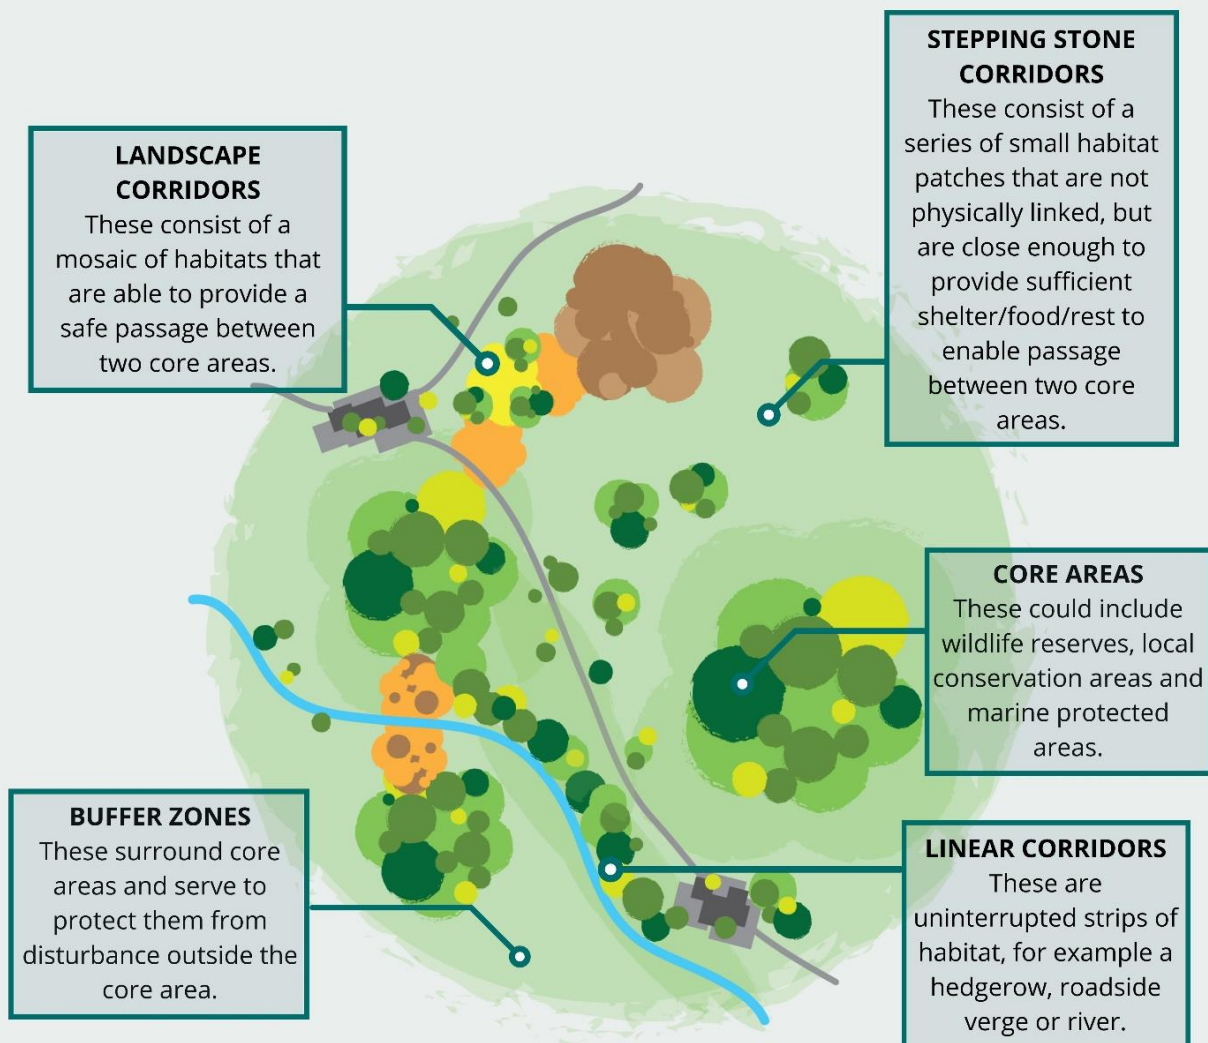 STEPPING STONE
CORRIDORS
These consist of a
series of small habitat
patches that are not
physically linked, but
are close enough to
provide sufficient
shelter/food/rest to
enable passage
between two core
areas.
LANDSCAPE
CORRIDORS
These consist of a
mosaic of habitats that
are able to provide a
safe passage between
two core areas.
CORE AREAS
These could include
wildlife reserves, local
conservation areas and
marine protected
areas.
BUFFER ZONES
These surround core
areas and serve to
protect them from
disturbance outside the
core area.
LINEAR CORRIDORS
These are
uninterrupted strips of
habitat, for example a
hedgerow, roadside
verge or river.